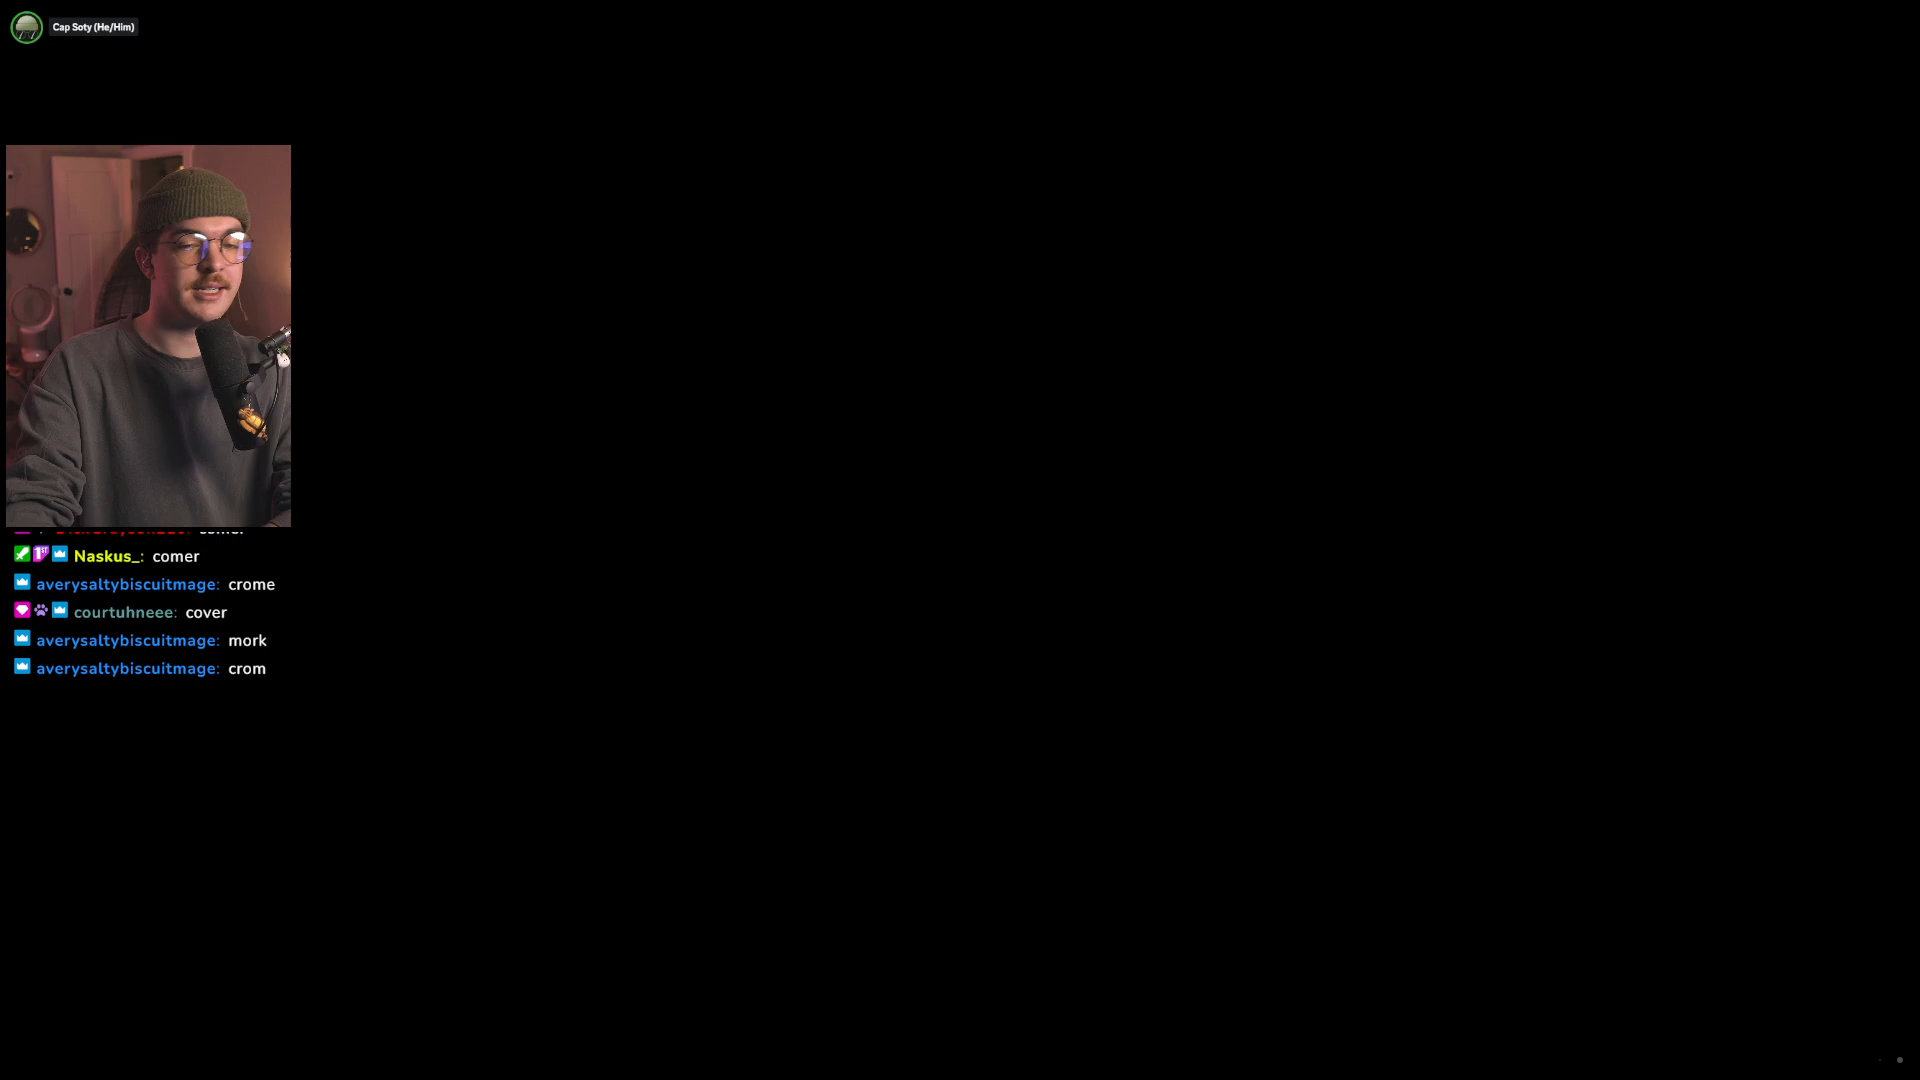 Cap Soty (He/Him)
Naskus_: comer
averysaltybiscuitmage: crome
courtuhneee: cover
averysaltybiscuitmage: mork
averysaltybiscuitmage: crom